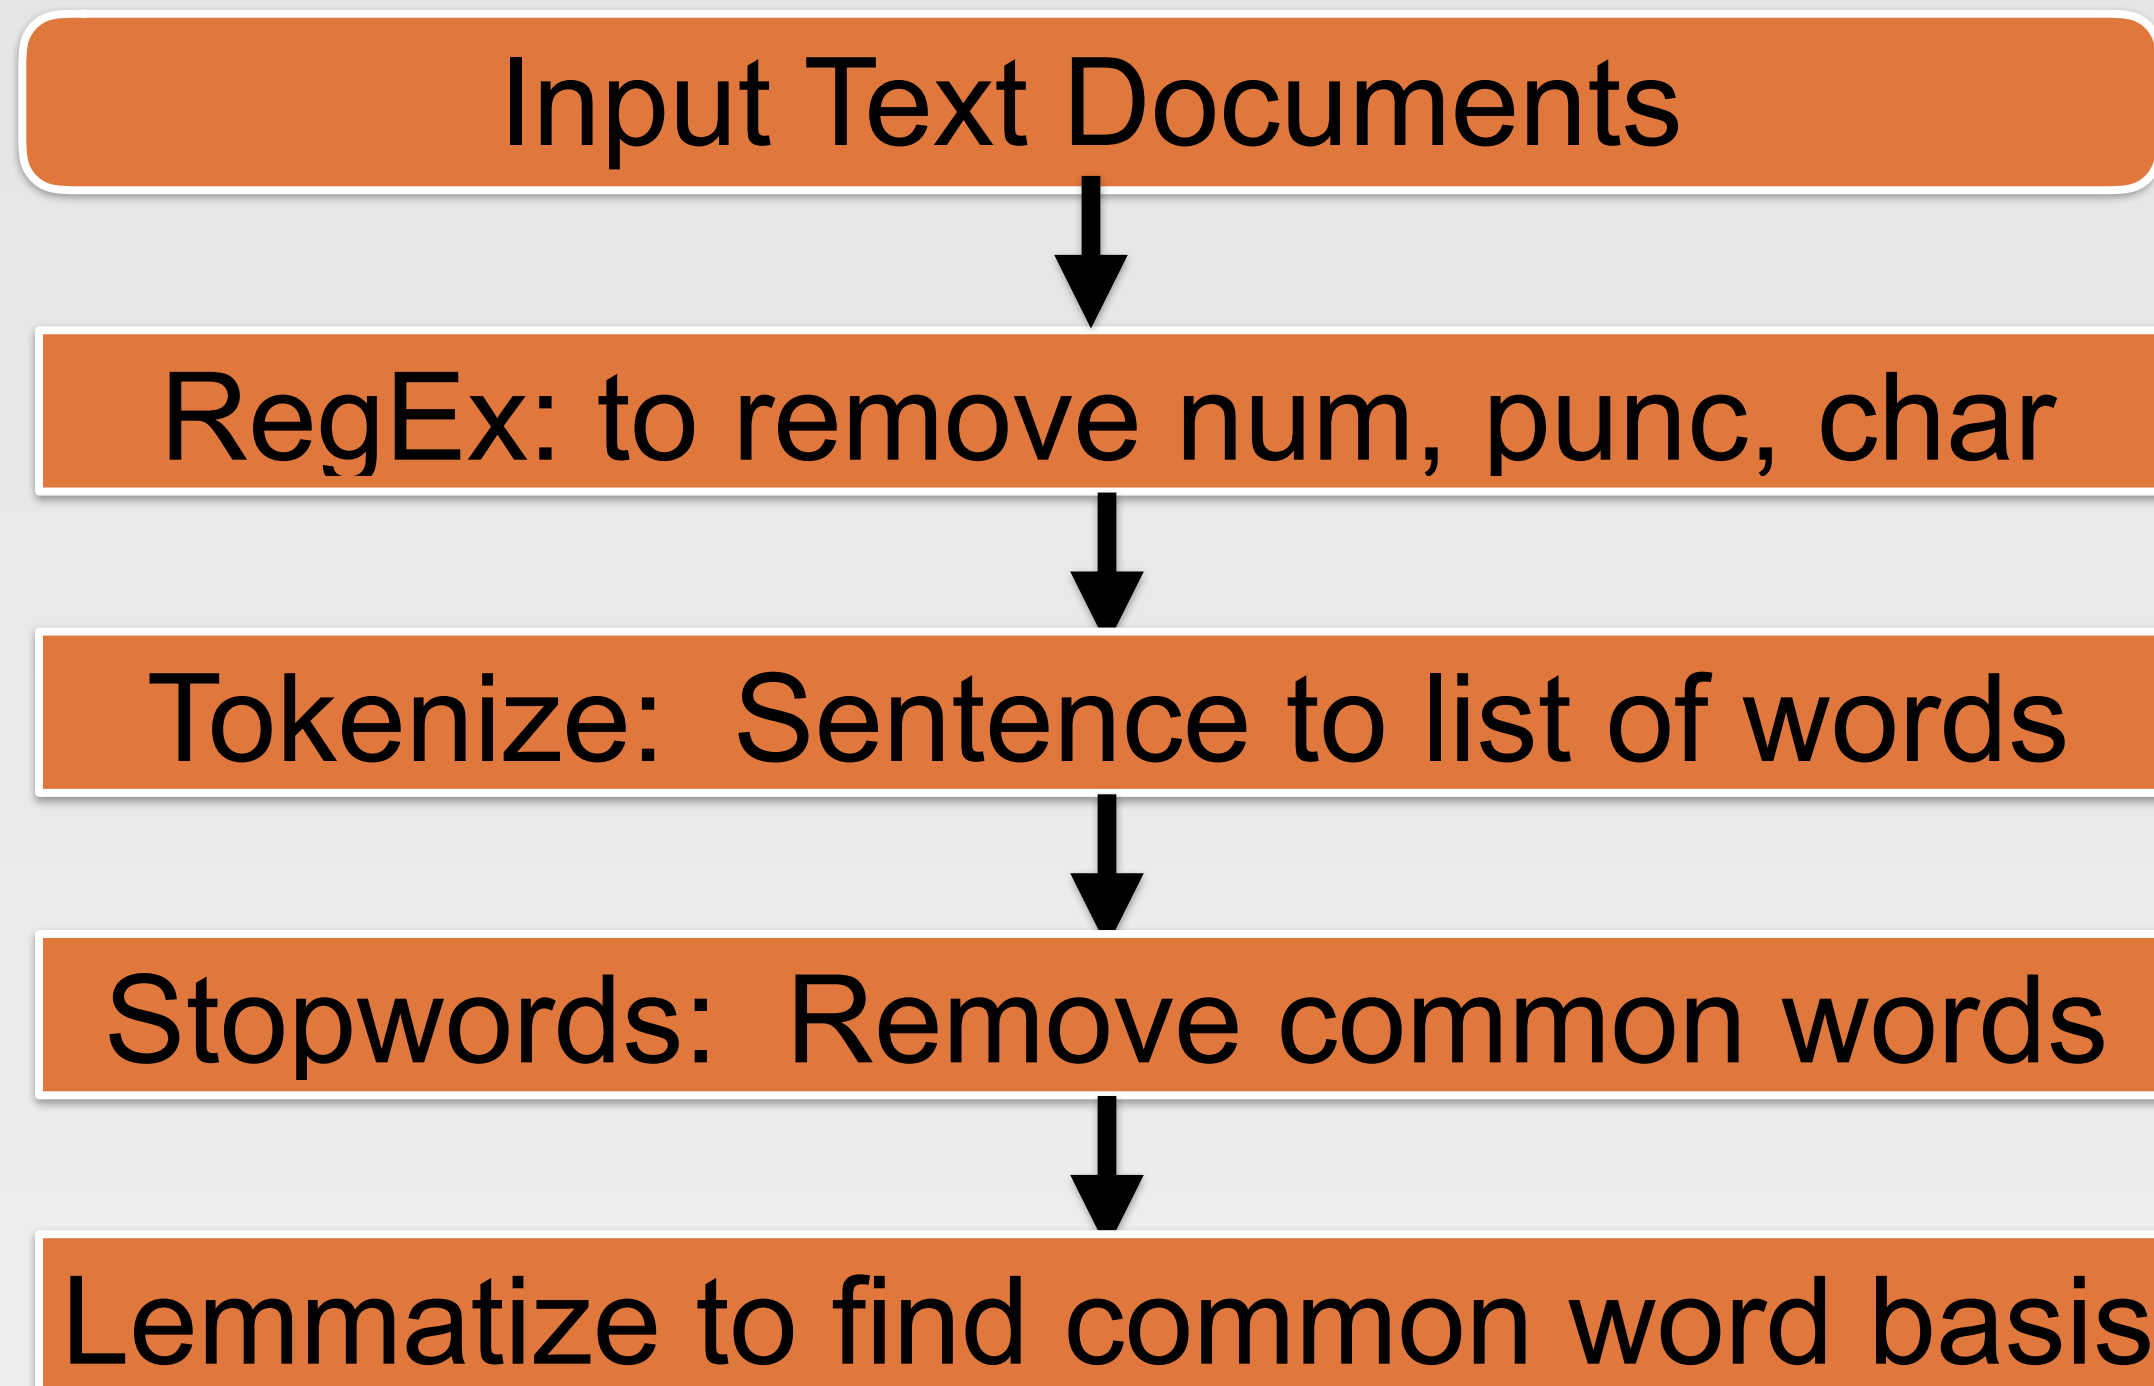 Input Text Documents
RegEx: to remove num, punc, char
Tokenize:  Sentence to list of words
Stopwords:  Remove common words
Lemmatize to find common word basis